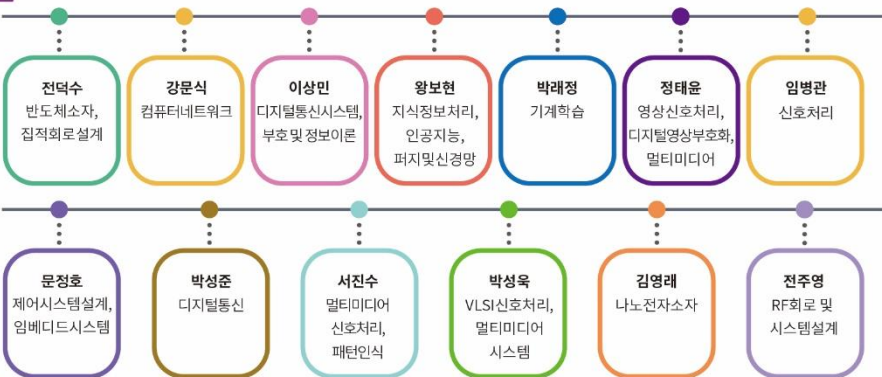 전덕수
반도체소자,
집적회로설계
강문식
컴퓨터네트워크
이상민
디지털통신시스템,
부호 및 정보이론
왕보현
지식정보처리,
인공지능,
퍼지및신경망
박래정
기계학습
정태윤
영상신호처리,
디지털영상부호화,
멀티미디어
임병관
신호처리
문정호
제어시스템설계,
임베디드시스템
박성준
디지털통신
서진수
멀티미디어
신호처리,
패턴인식
박성욱
VLSI신호처리,
멀티미디어
시스템
김영래
나노전자소자
전주영
RF회로 및
시스템설계